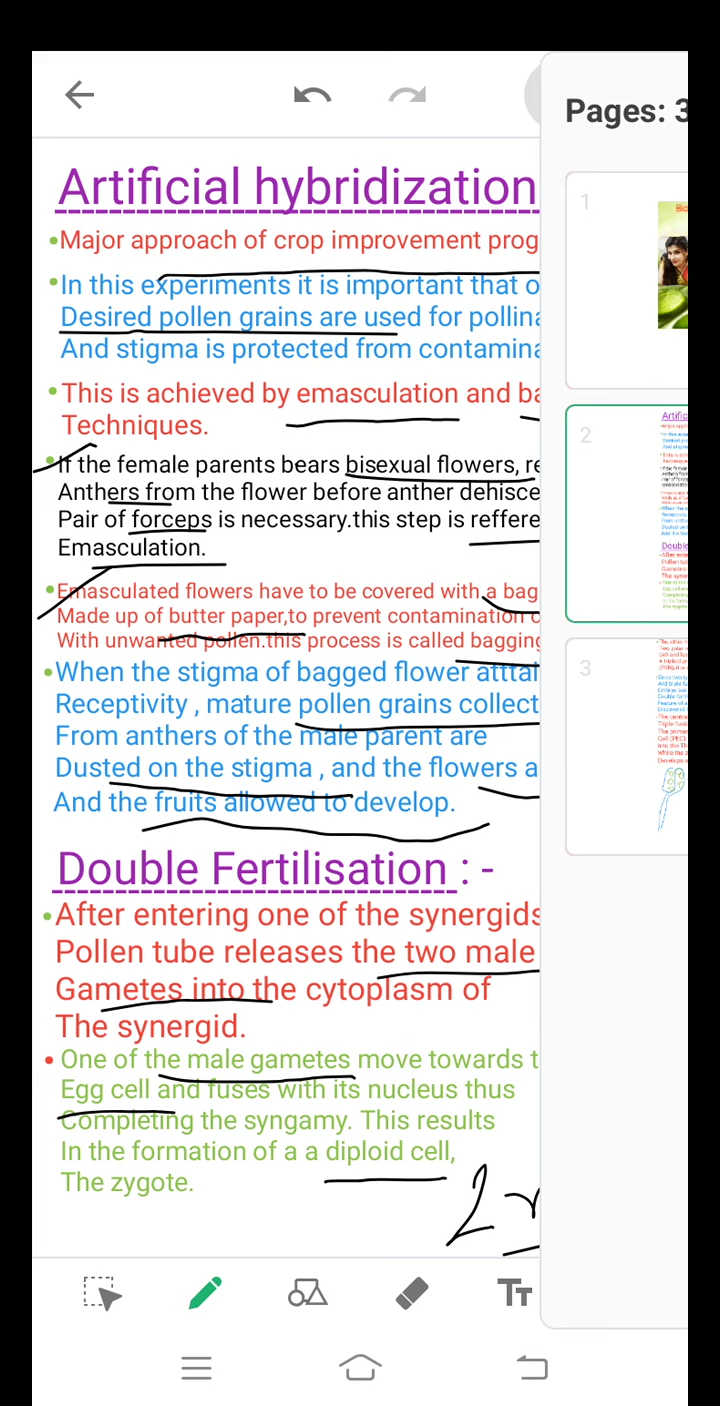 Pages: 3
Artificial hybridization
•Major approach of crop improvement prog
•In this experiments it is important that o
Desired pollen grains are used for pollina
And stigma is protected from contamina
•This is achieved by emasculation and ba
Techniques.
•If the female parents bears bisexual flowers, re
Anthers from the flower before anther dehisce
Pair of forceps is necessary.this step is reffere
Emasculation.
•Emasculated flowers have to be covered with a bag
Made up of butter paper,to prevent contamination o
With unwanted pollen.this process is called bagging
•When the stigma of bagged flower atttai
Receptivity , mature pollen grains collect
From anthers of the male parent are
Dusted on the stigma , and the flowers a
And the fruits allowed to develop.
Double Fertilisation : -
•After entering one of the synergids
Pollen tube releases the two male
Gametes into the cytoplasm of
The synergid.
•One of the male gametes move towards t
Egg cell and fuses with its nucleus thus
Completing the syngamy. This results
In the formation of a a diploid cell,
The zygote.
2n
TT
1
2
3